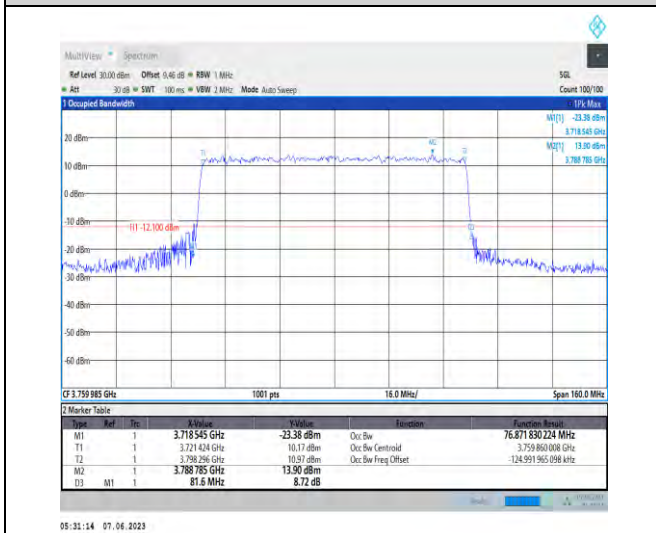 MultiView Spectrum
Ref Level 30.00 dBm Offset 9.46 dB RBW 1 MHz SGL
Att 30 dB SWT 100 ms VBW 2 MHz Mode Auto Sweep Count 100/100
1 Occupied Bandwidth 1Pk Max
M1[1] -23.38 dBm
3.718 545 GHz
M2[1] 13.90 dBm
3.788 785 GHz
20 dBm
M2
T1
10 dBm
0 dBm
-10 dBm
H1 -12.100 dBm
-20 dBm
-30 dBm
-40 dBm
-50 dBm
-60 dBm
CF 3.759 985 GHz 1001 pts 16.0 MHz/ Span 160.0 MHz
2 Marker Table
Type Ref Trc X-Value Y-Value Function Function Result
M1 1 3.718 545 GHz -23.38 dBm Occ Bw 76.871 830 224 MHz
T1 1 3.721 424 GHz 10.17 dBm Occ Bw Centroid 3.759 860 008 GHz
T2 1 3.798 296 GHz 10.97 dBm Occ Bw Freq Offset -124.991 965 098 kHz
M2 1 3.788 785 GHz 13.90 dBm
D3 M1 1 81.6 MHz 8.72 dB
05:31:14 07.06.2023